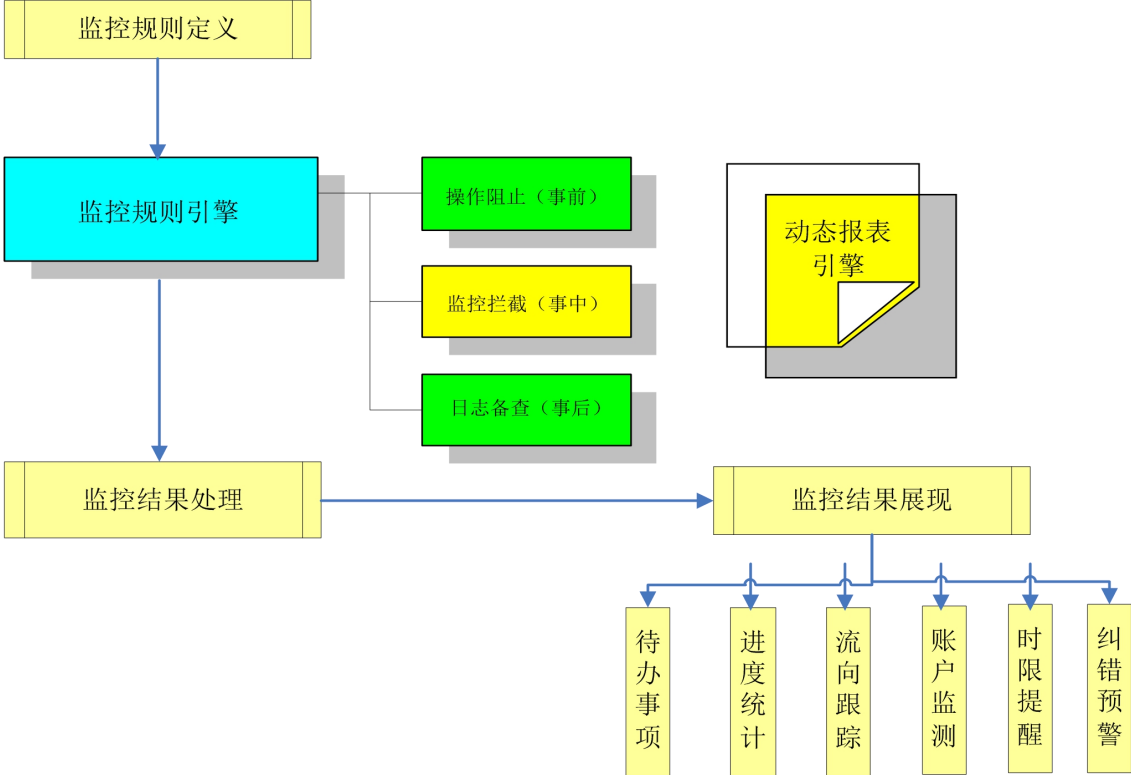 监控规则定义
监控规则引擎
操作阻止（事前）
监控拦截（事中）
日志备查（事后）
动态报表
引擎
监控结果处理
监控结果展现
待办事项
进度统计
流向跟踪
账户监测
时限提醒
纠错预警